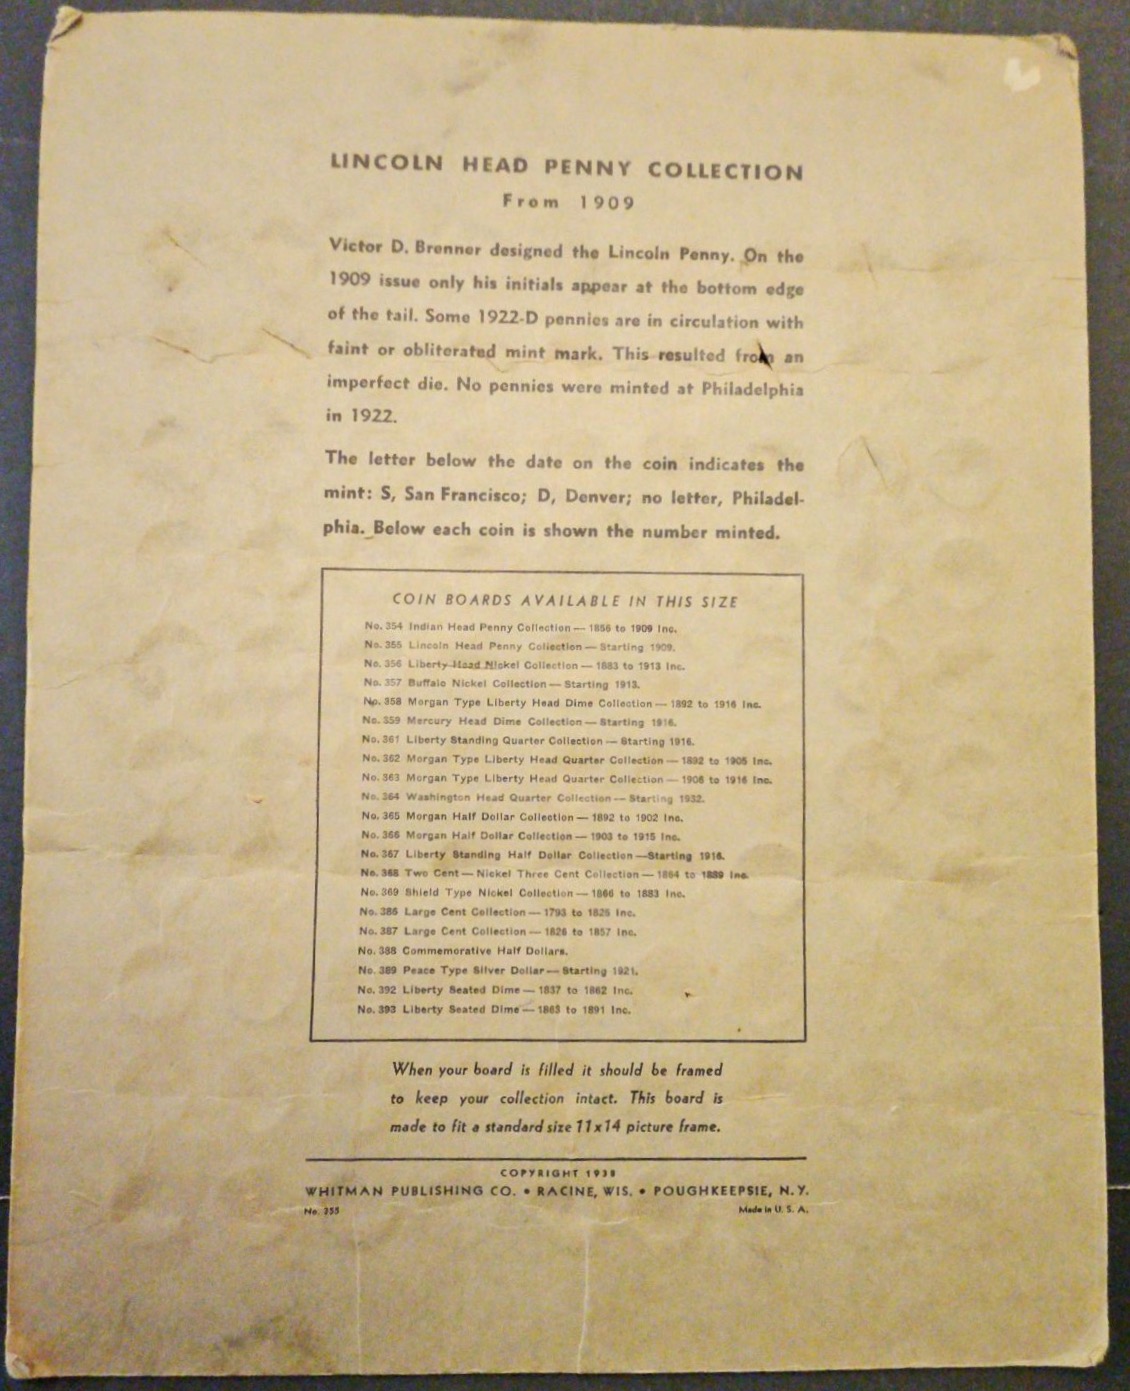 LINCOLN HEAD PENNY COLLECTION
From 1909
Victor D. Brenner designed the Lincoln Penny. On the
1909 issue only his initials appear at the bottom edge
of the tail. Some 1922-D pennies are in circulation with
faint or obliterated mint mark. This resulted from an
imperfect die. No pennies were minted at Philadelphia
in 1922.
The letter below the date on the coin indicates the
mint: S, San Francisco; D, Denver; no letter, Philadel-
phia. Below each coin is shown the number minted.
COIN BOARDS AVAILABLE IN THIS SIZE
No. 354 Indian Head Penny Collection — 1856 to 1909 Inc.
No. 355 Lincoln Head Penny Collection — Starting 1909.
No. 356 Liberty Head Nickel Collection — 1883 to 1913 Inc.
No. 357 Buffalo Nickel Collection — Starting 1913.
No. 358 Morgan Type Liberty Head Dime Collection — 1892 to 1916 Inc.
No. 359 Mercury Head Dime Collection — Starting 1916.
No. 361 Liberty Standing Quarter Collection — Starting 1916.
No. 362 Morgan Type Liberty Head Quarter Collection — 1892 to 1905 Inc.
No. 363 Morgan Type Liberty Head Quarter Collection — 1906 to 1916 Inc.
No. 364 Washington Head Quarter Collection — Starting 1932.
No. 365 Morgan Half Dollar Collection — 1892 to 1902 Inc.
No. 366 Morgan Half Dollar Collection — 1903 to 1915 Inc.
No. 367 Liberty Standing Half Dollar Collection —Starting 1916.
No. 368 Two Cent — Nickel Three Cent Collection — 1864 to 1889 Inc.
No. 369 Shield Type Nickel Collection — 1866 to 1883 Inc.
No. 386 Large Cent Collection — 1793 to 1825 Inc.
No. 387 Large Cent Collection — 1826 to 1857 Inc.
No. 388 Commemorative Half Dollars.
No. 389 Peace Type Silver Dollar — Starting 1921.
No. 392 Liberty Seated Dime — 1837 to 1862 Inc.
No. 393 Liberty Seated Dime — 1863 to 1891 Inc.
When your board is filled it should be framed
to keep your collection intact. This board is
made to fit a standard size 11x14 picture frame.
COPYRIGHT 1938
WHITMAN PUBLISHING CO. • RACINE, WIS. • POUGHKEEPSIE, N.Y.
No. 355
Made in U. S. A.